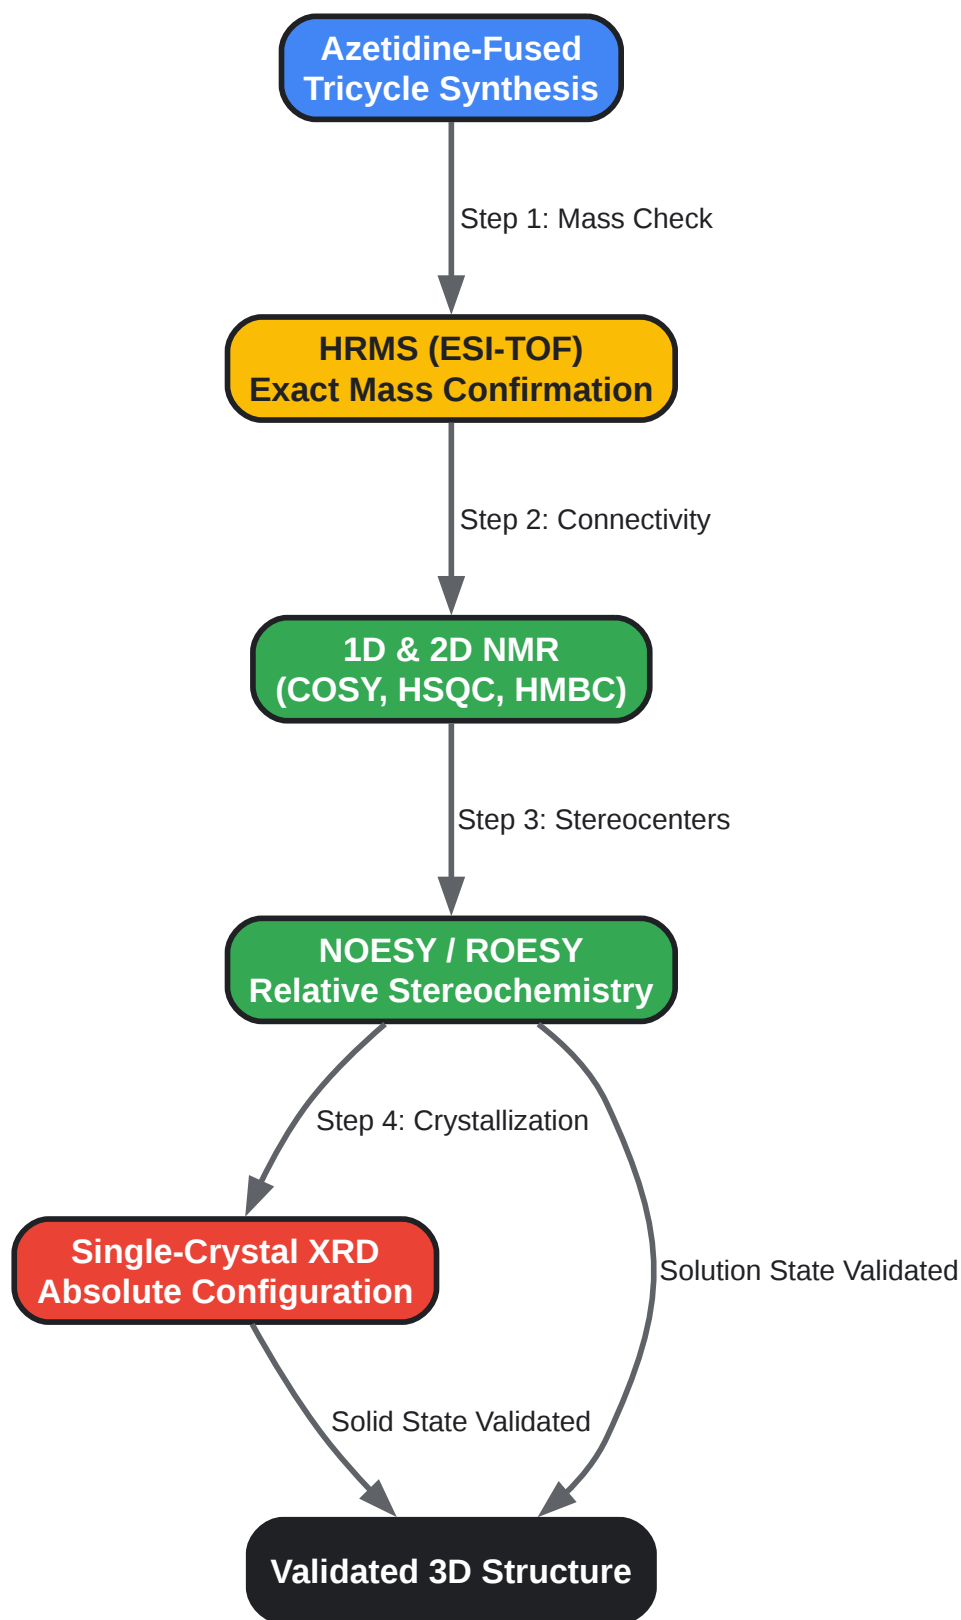 Azetidine-Fused
Tricycle Synthesis
Step 1: Mass Check
HRMS (ESI-TOF)
Exact Mass Confirmation
Step 2: Connectivity
1D & 2D NMR
(COSY, HSQC, HMBC)
Step 3: Stereocenters
NOESY / ROESY
Relative Stereochemistry
Step 4: Crystallization
Single-Crystal XRD
Absolute Configuration
Solution State Validated
Solid State Validated
Validated 3D Structure